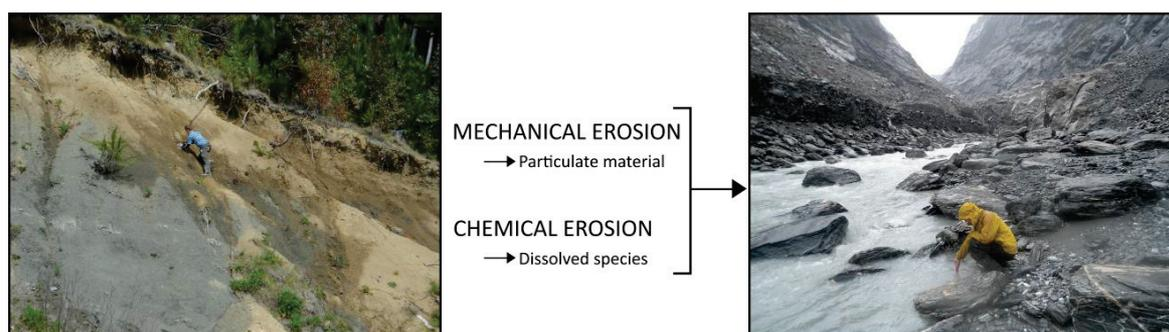 MECHANICAL EROSION
→ Particulate material
CHEMICAL EROSION
→ Dissolved species